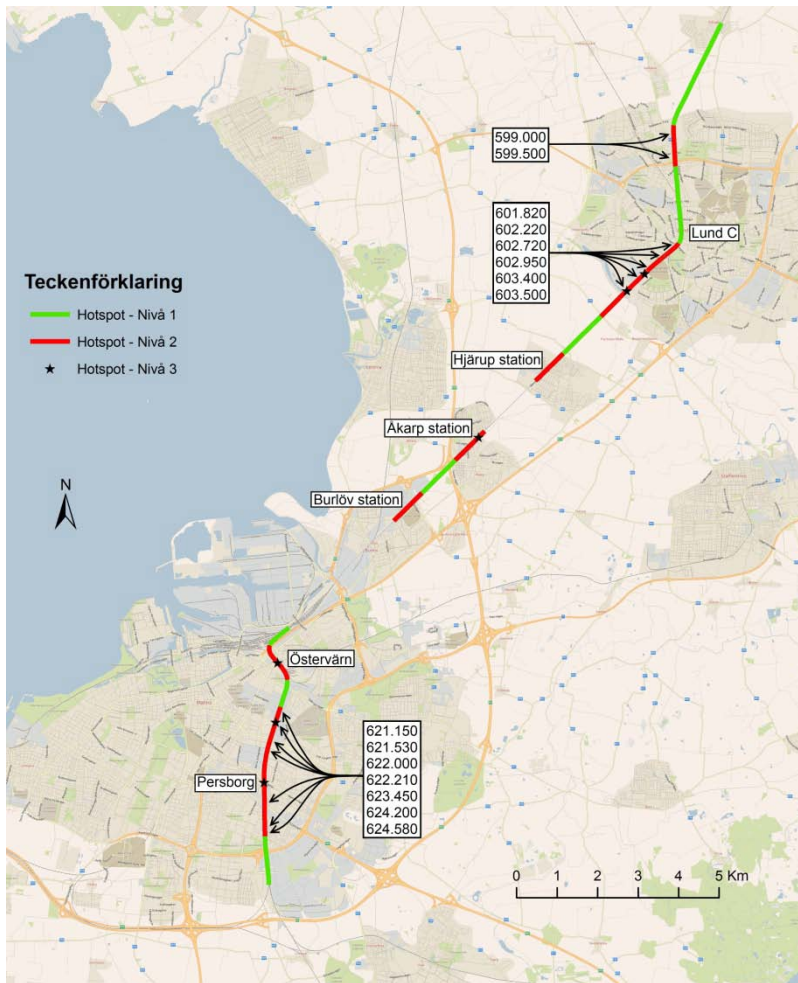 599.000
599.500
601.820
602.220
602.720
602.950
603.400
603.500
Lund C
Teckenförklaring
Hotspot - Nivå 1
Hotspot - Nivå 2
Hotspot - Nivå 3
Hjärup station
Åkarp station
Burlöv station
N
Östervärn
621.150
621.530
622.000
622.210
623.450
624.200
624.580
Persborg
0 1 2 3 4 5 Km